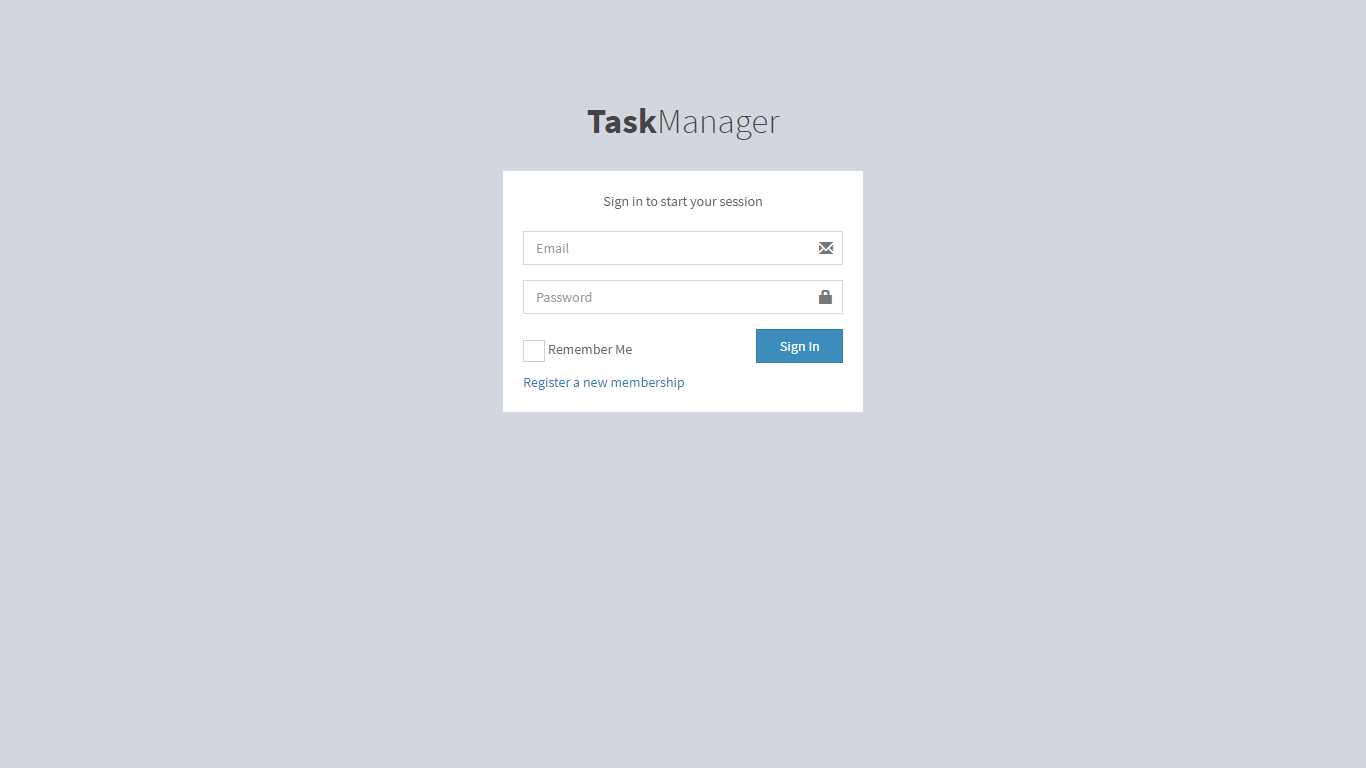 TaskManager
Sign in to start your session
Email
Password
Remember Me
Sign In
Register a new membership